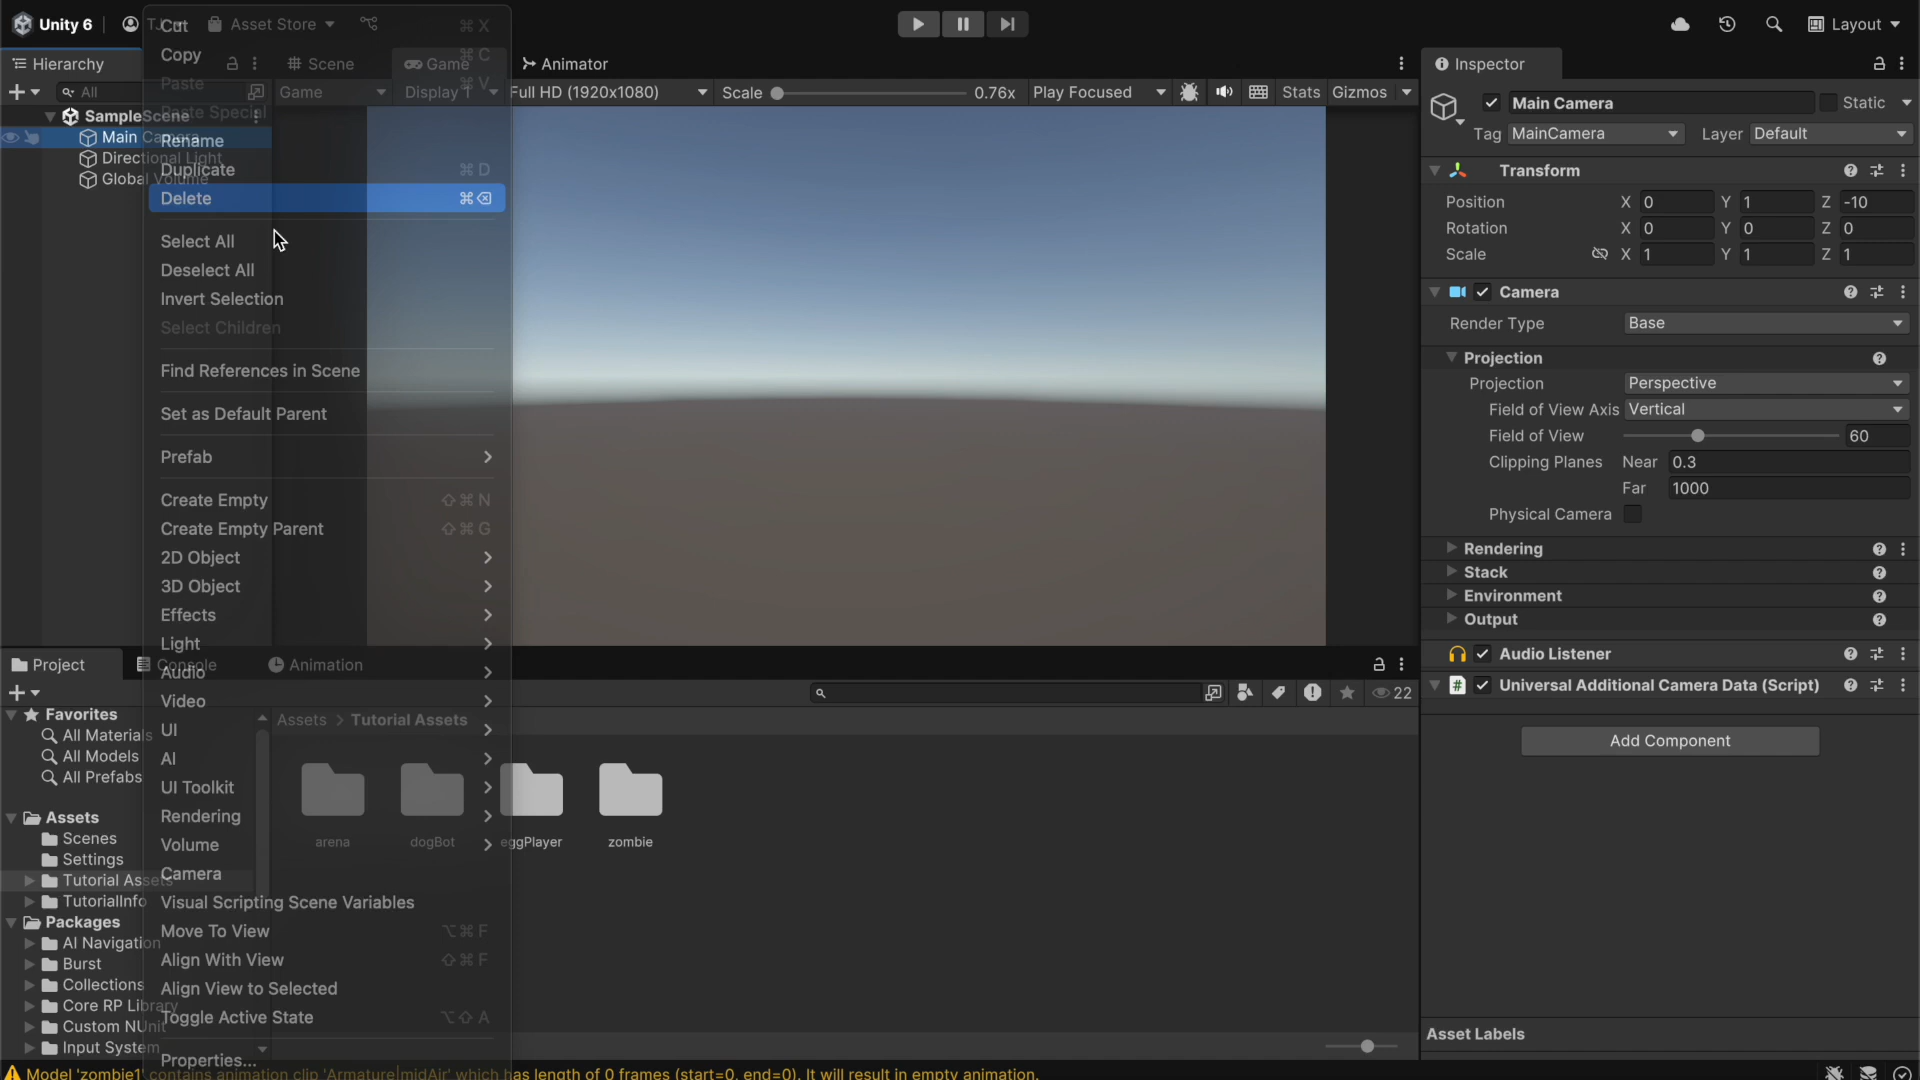 Unity 6
Asset Store
Layout
Cut ⌘ X
Copy ⌘ C
Paste ⌘ V
Paste Special
Rename
Duplicate ⌘ D
Delete ⌘⌫
Select All
Deselect All
Invert Selection
Select Children
Find References in Scene
Set as Default Parent
Prefab
Create Empty ⇧ ⌘ N
Create Empty Parent ⇧ ⌘ G
2D Object
3D Object
Effects
Light
Audio
Video
UI
AI
UI Toolkit
Rendering
Volume
Camera
Visual Scripting Scene Variables
Move To View ⌥ ⌘ F
Align With View ⇧ ⌘ F
Align View to Selected
Toggle Active State ⌥ ⇧ A
Properties...
Hierarchy
All
SampleScene
Main Camera
Directional Light
Global Volume
Scene
Game
Animator
Game
Display 1
Full HD (1920x1080)
Scale 0.76x
Play Focused
Stats
Gizmos
Inspector
Main Camera
Static
Tag MainCamera
Layer Default
Transform
Position X 0 Y 1 Z -10
Rotation X 0 Y 0 Z 0
Scale X 1 Y 1 Z 1
Camera
Render Type Base
Projection
Projection Perspective
Field of View Axis Vertical
Field of View 60
Clipping Planes Near 0.3
Far 1000
Physical Camera
Rendering
Stack
Environment
Output
Audio Listener
# Universal Additional Camera Data (Script)
Add Component
Asset Labels
Project
Console
Animation
22
Favorites
All Materials
All Models
All Prefabs
Assets
Scenes
Settings
Tutorial Assets
TutorialInfo
Packages
AI Navigation
Burst
Collections
Core RP Library
Custom NUnit
Input System
Assets > Tutorial Assets
arena
dogBot
eggPlayer
zombie
Model 'zombie1' contains animation clip 'Armature|midAir' which has length of 0 frames (start=0, end=0). It will result in empty animation.